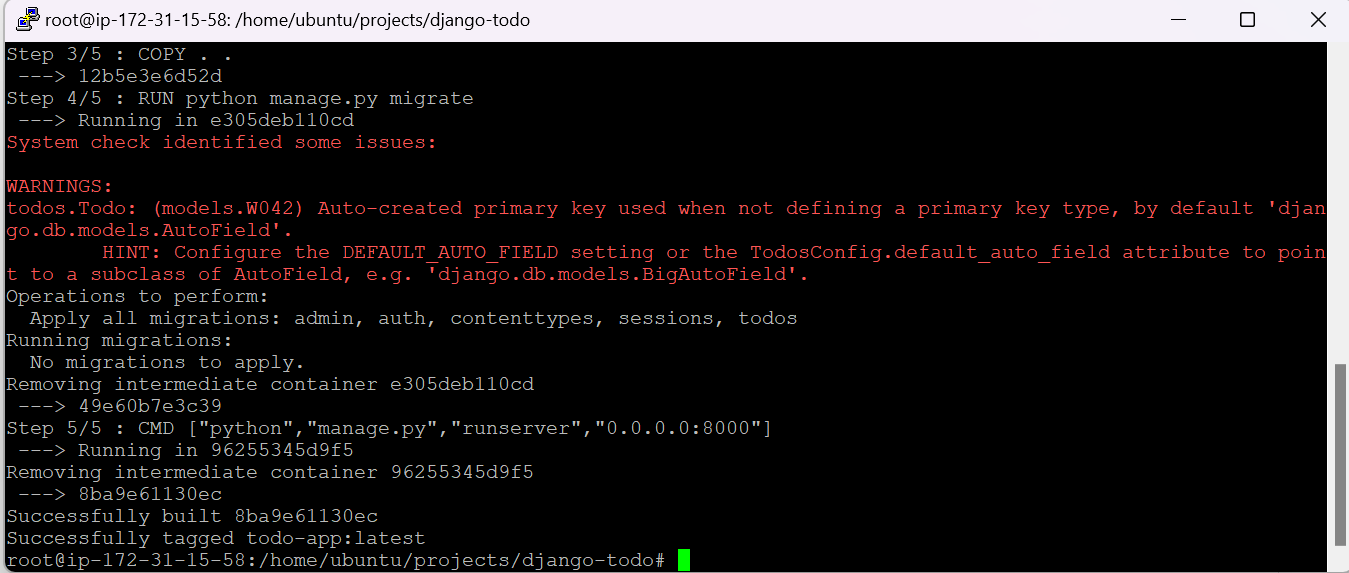 root@ip-172-31-15-58: /home/ubuntu/projects/django-todo
Step 3/5 : COPY . .
 ---> 12b5e3e6d52d
Step 4/5 : RUN python manage.py migrate
 ---> Running in e305deb110cd
System check identified some issues:

WARNINGS:
todos.Todo: (models.W042) Auto-created primary key used when not defining a primary key type, by default 'djan
go.db.models.AutoField'.
        HINT: Configure the DEFAULT_AUTO_FIELD setting or the TodosConfig.default_auto_field attribute to poin
t to a subclass of AutoField, e.g. 'django.db.models.BigAutoField'.
Operations to perform:
  Apply all migrations: admin, auth, contenttypes, sessions, todos
Running migrations:
  No migrations to apply.
Removing intermediate container e305deb110cd
 ---> 49e60b7e3c39
Step 5/5 : CMD ["python","manage.py","runserver","0.0.0.0:8000"]
 ---> Running in 96255345d9f5
Removing intermediate container 96255345d9f5
 ---> 8ba9e61130ec
Successfully built 8ba9e61130ec
Successfully tagged todo-app:latest
root@ip-172-31-15-58:/home/ubuntu/projects/django-todo#